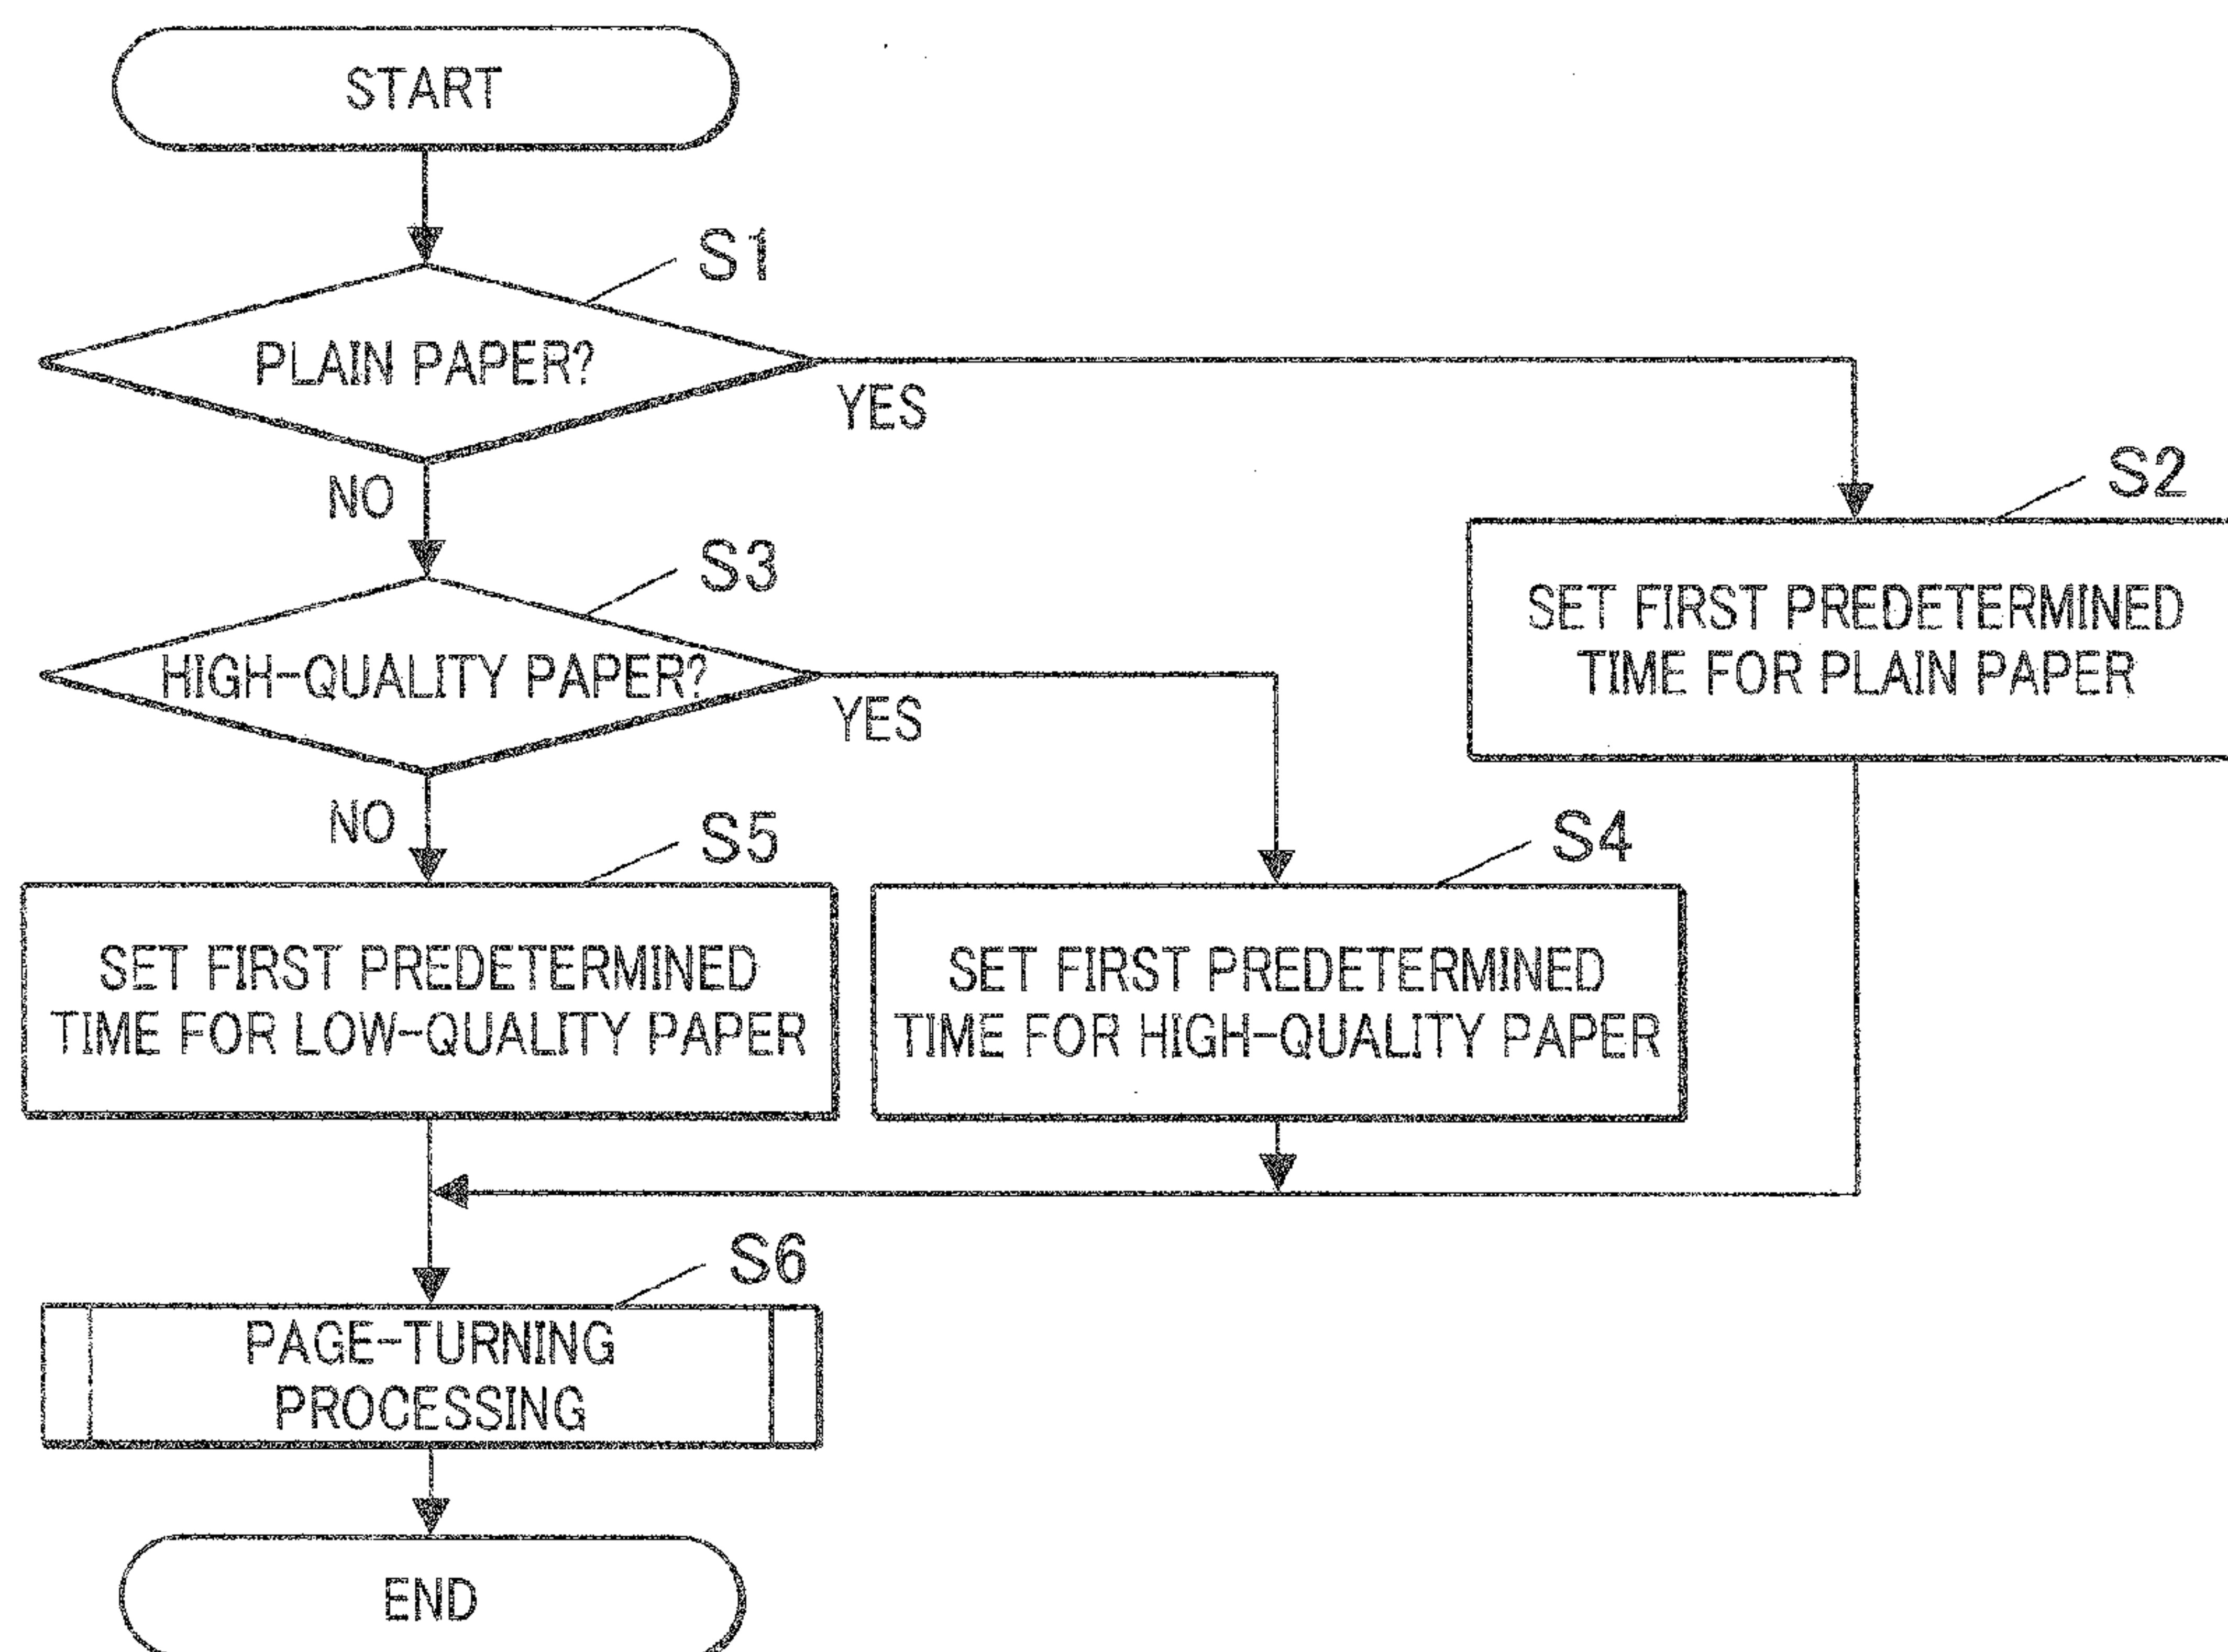 START
S1
PLAIN PAPER?
YES
NO
S2
SET FIRST PREDETERMINED
TIME FOR PLAIN PAPER
S3
HIGH-QUALITY PAPER?
YES
NO
S5
SET FIRST PREDETERMINED
TIME FOR LOW-QUALITY PAPER
S4
SET FIRST PREDETERMINED
TIME FOR HIGH-QUALITY PAPER
S6
PAGE-TURNING
PROCESSING
END